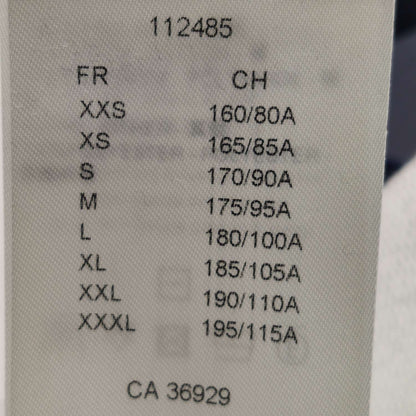 112485
FR CH
XXS 160/80A
XS 165/85A
S 170/90A
M 175/95A
L 180/100A
XL 185/105A
XXL 190/110A
XXXL 195/115A
CA 36929